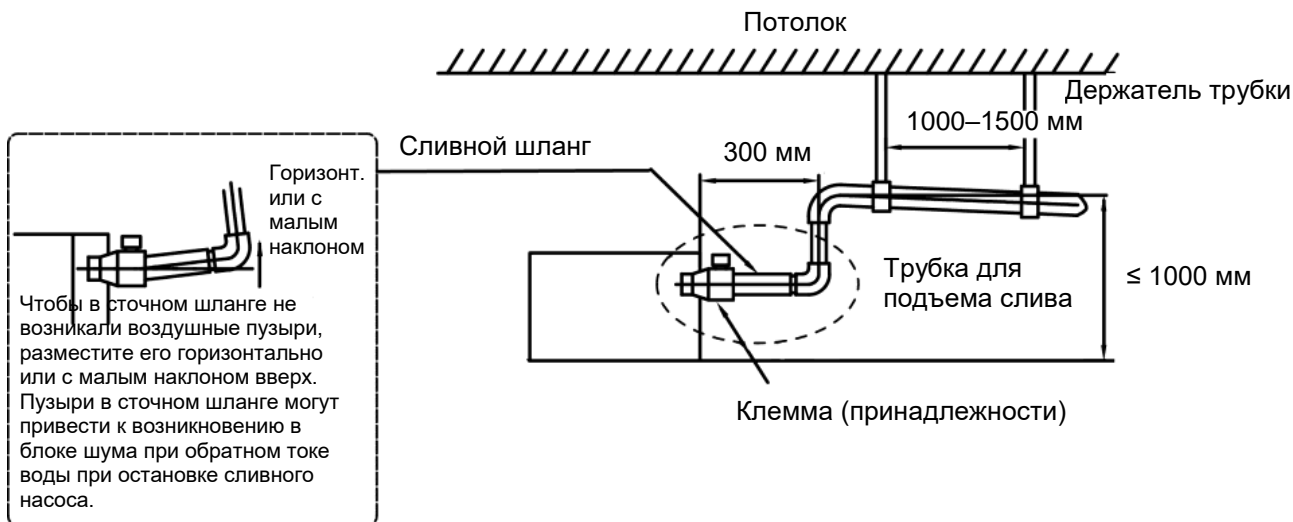 Потолок
Держатель трубки
1000–1500 мм
Сливной шланг
300 мм
Горизонт.
или с
малым
наклоном
Трубка для
подъема слива
≤ 1000 мм
Чтобы в сточном шланге не
возникали воздушные пузыри,
разместите его горизонтально
или с малым наклоном вверх.
Пузыри в сточном шланге могут
привести к возникновению в
блоке шума при обратном токе
воды при остановке сливного
насоса.
Клемма (принадлежности)